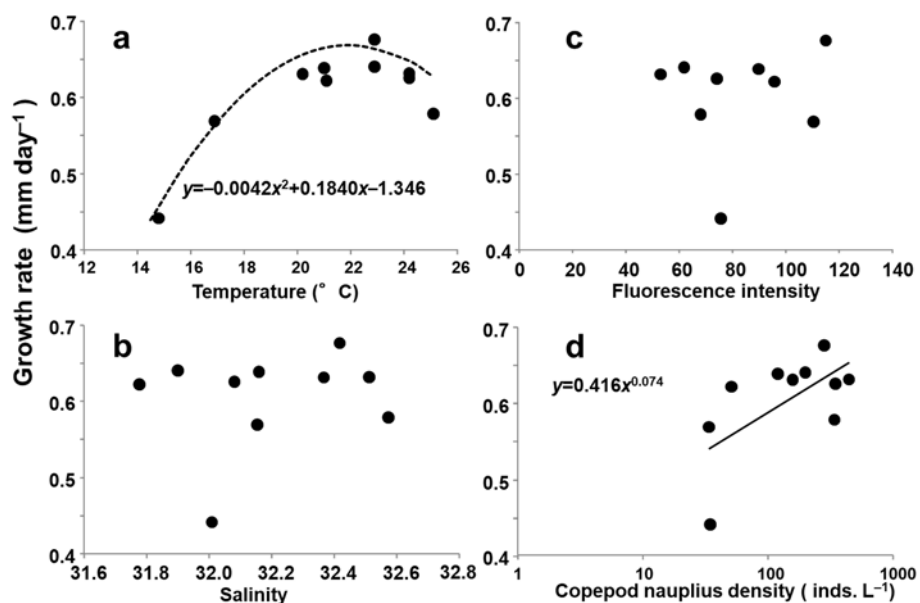 Growth rate (mm day⁻¹)
a
0.7
0.6
0.5
0.4
12 14 16 18 20 22 24 26
Temperature (° C)
y=−0.0042x²+0.1840x−1.346
b
0.7
0.6
0.5
0.4
31.6 31.8 32.0 32.2 32.4 32.6 32.8
Salinity
c
0.7
0.6
0.5
0.4
0 20 40 60 80 100 120 140
Fluorescence intensity
d
0.7
0.6
0.5
0.4
y=0.416x⁰·⁰⁷⁴
1 10 100 1000
Copepod nauplius density ( inds. L⁻¹)